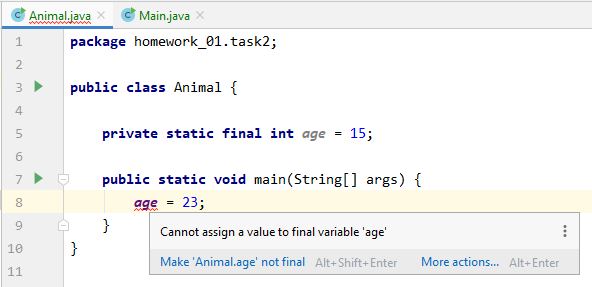 Animal.java Main.java
1 package homework_01.task2;
2
3 public class Animal {
4
5 private static final int age = 15;
6
7 public static void main(String[] args) {
8 age = 23;
9 }
10 }
11
Cannot assign a value to final variable 'age'
Make 'Animal.age' not final Alt+Shift+Enter More actions... Alt+Enter